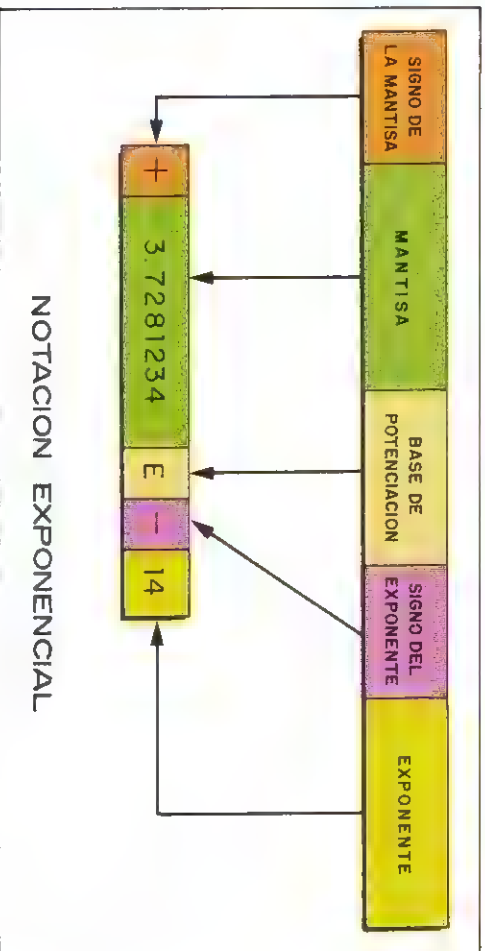 SIGNO DE
LA MANTISA
MANTISA
BASE DE
POTENCIACION
SIGNO DEL
EXPONENTE
EXPONENTE
+ 3.7281234 E - 14
NOTACION EXPONENCIAL